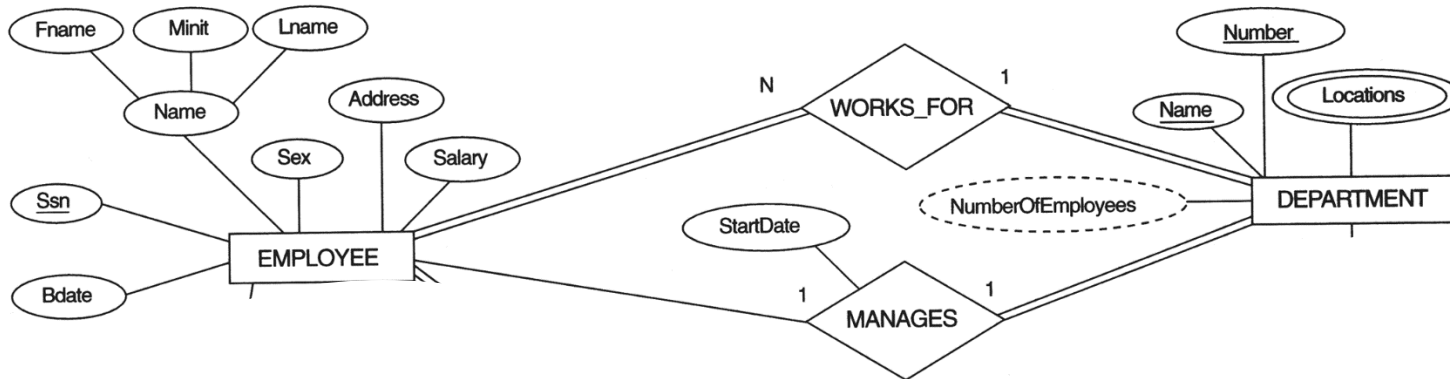 Fname
Minit
Lname
Number
Name
Address
N
1
WORKS_FOR
Name
Locations
Sex
Salary
Ssn
NumberOfEmployees
DEPARTMENT
StartDate
EMPLOYEE
Bdate
1
1
MANAGES